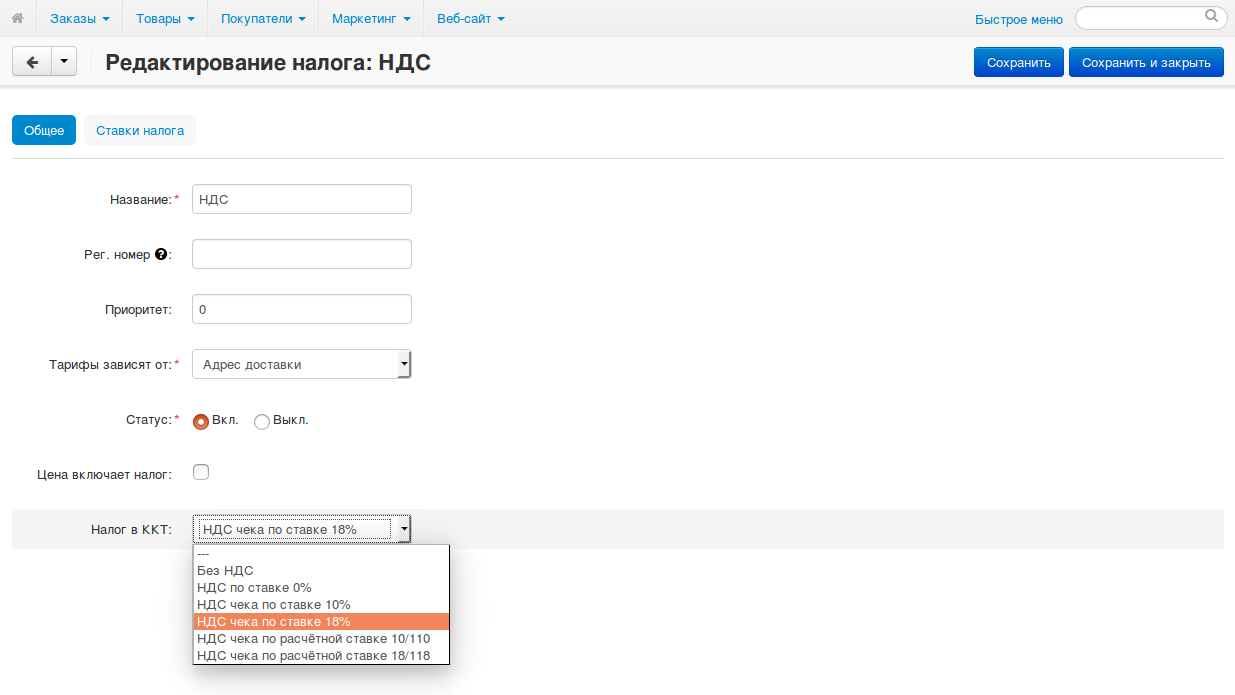 Заказы Товары Покупатели Маркетинг Веб-сайт Быстрое меню
Редактирование налога: НДС Сохранить Сохранить и закрыть
Общее Ставки налога
Название:* НДС
Рег. номер ?:
Приоритет: 0
Тарифы зависят от:* Адрес доставки
Статус:* Вкл. Выкл.
Цена включает налог:
Налог в ККТ: НДС чека по ставке 18%
---
Без НДС
НДС по ставке 0%
НДС чека по ставке 10%
НДС чека по ставке 18%
НДС чека по расчётной ставке 10/110
НДС чека по расчётной ставке 18/118